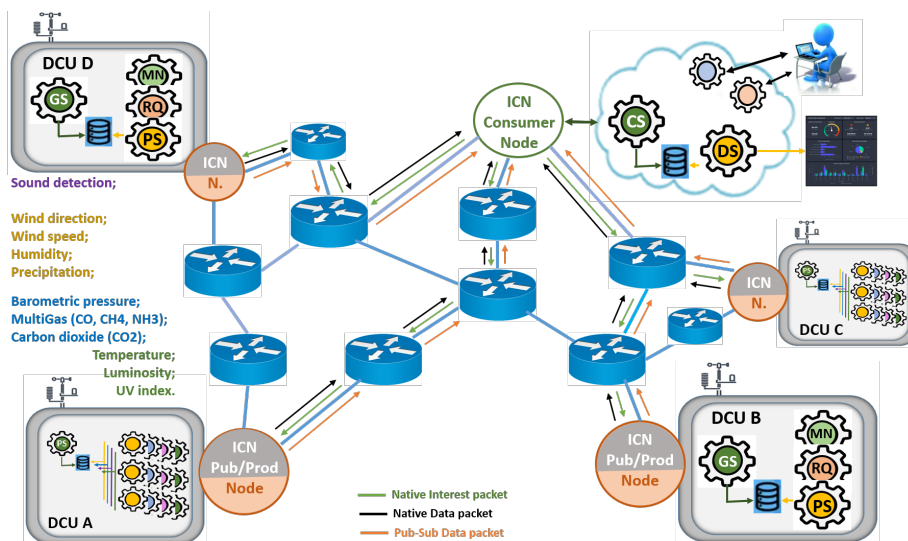 DCU D
MN
GS
RQ
PS
ICN
N.
Sound detection;
Wind direction;
Wind speed;
Humidity;
Precipitation;
Barometric pressure;
MultiGas (CO, CH4, NH3);
Carbon dioxide (CO2);
Temperature;
Luminosity;
UV index.
ICN
Consumer
Node
CS
DS
ICN
N.
PS
DCU C
PS
DCU A
ICN
Pub/Prod
Node
Native Interest packet
Native Data packet
Pub-Sub Data packet
ICN
Pub/Prod
Node
DCU B
MN
GS
RQ
PS